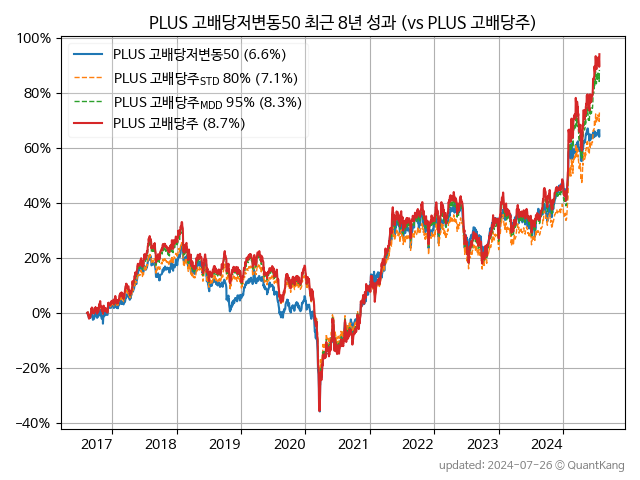 PLUS 고배당저변동50 최근 8년 성과 (vs PLUS 고배당주)
PLUS 고배당저변동50 (6.6%)
PLUS 고배당주STD 80% (7.1%)
PLUS 고배당주MDD 95% (8.3%)
PLUS 고배당주 (8.7%)
100%
80%
60%
40%
20%
0%
−20%
−40%
2017 2018 2019 2020 2021 2022 2023 2024
updated: 2024-07-26 © QuantKang